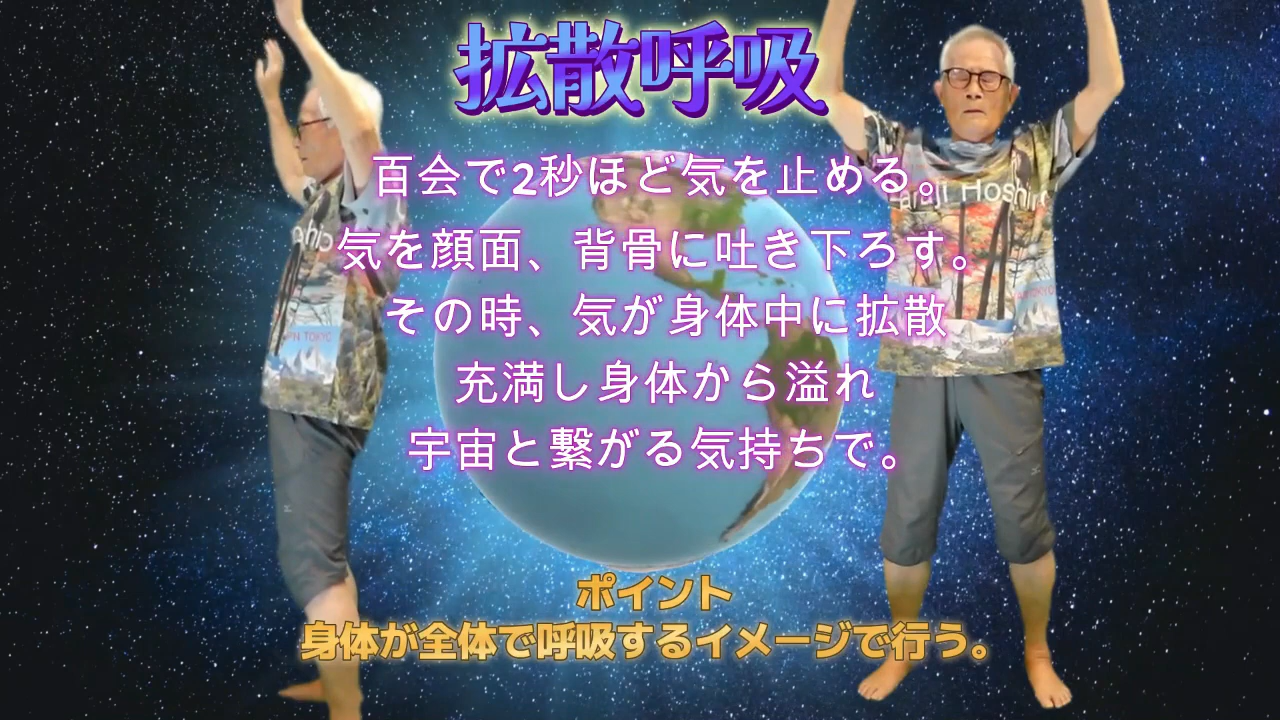 拡散呼吸
百会で2秒ほど気を止める。
気を顔面、背骨に吐き下ろす。
その時、気が身体中に拡散
充満し身体から溢れ
宇宙と繋がる気持ちで。
ポイント
身体が全体で呼吸するイメージで行う。